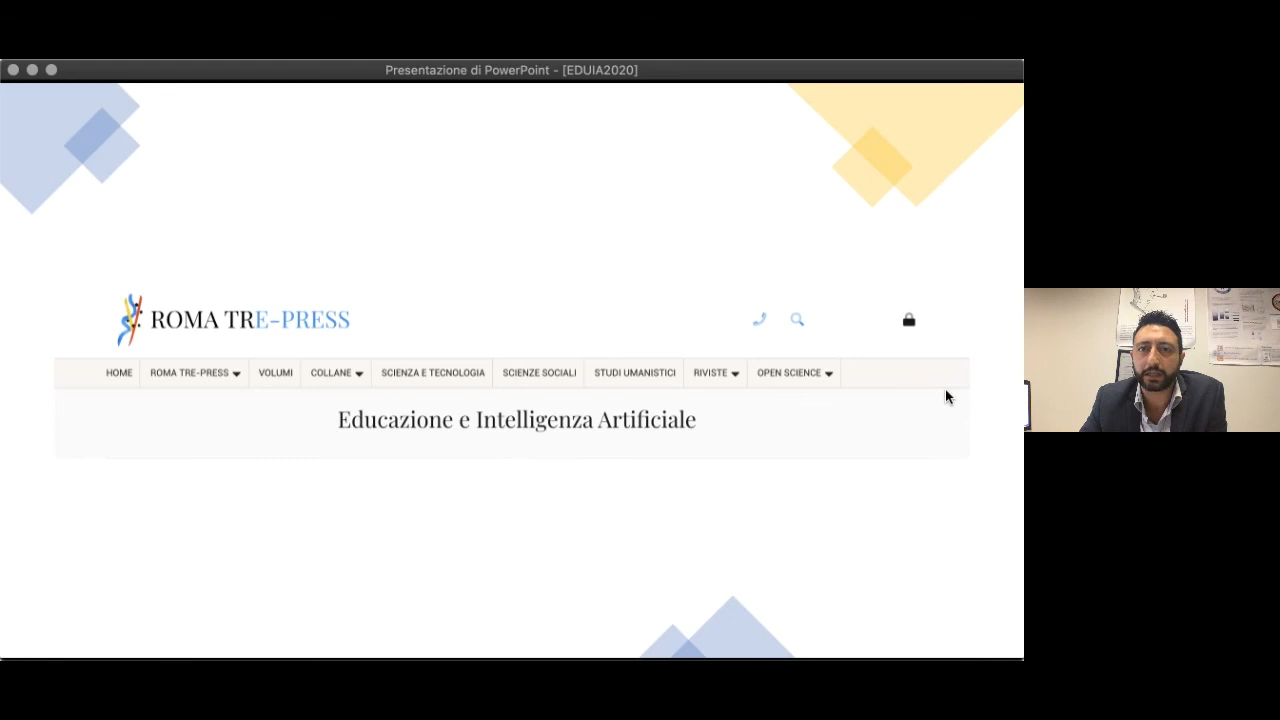 Presentazione di PowerPoint - [EDUIA2020]
ROMA TRE-PRESS
HOME ROMA TRE-PRESS VOLUMI COLLANE SCIENZA E TECNOLOGIA SCIENZE SOCIALI STUDI UMANISTICI RIVISTE OPEN SCIENCE
Educazione e Intelligenza Artificiale